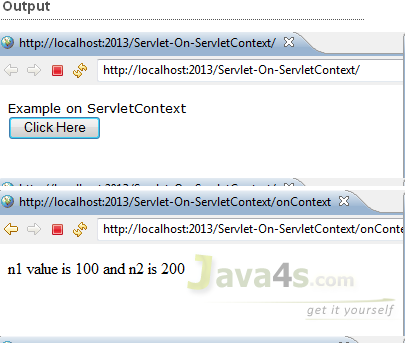 Output
http://localhost:2013/Servlet-On-ServletContext/
http://localhost:2013/Servlet-On-ServletContext/
Example on ServletContext
Click Here
http://localhost:2013/Servlet-On-ServletContext/onContext
http://localhost:2013/Servlet-On-ServletContext/onConte
n1 value is 100 and n2 is 200
Java4s.com
get it yourself